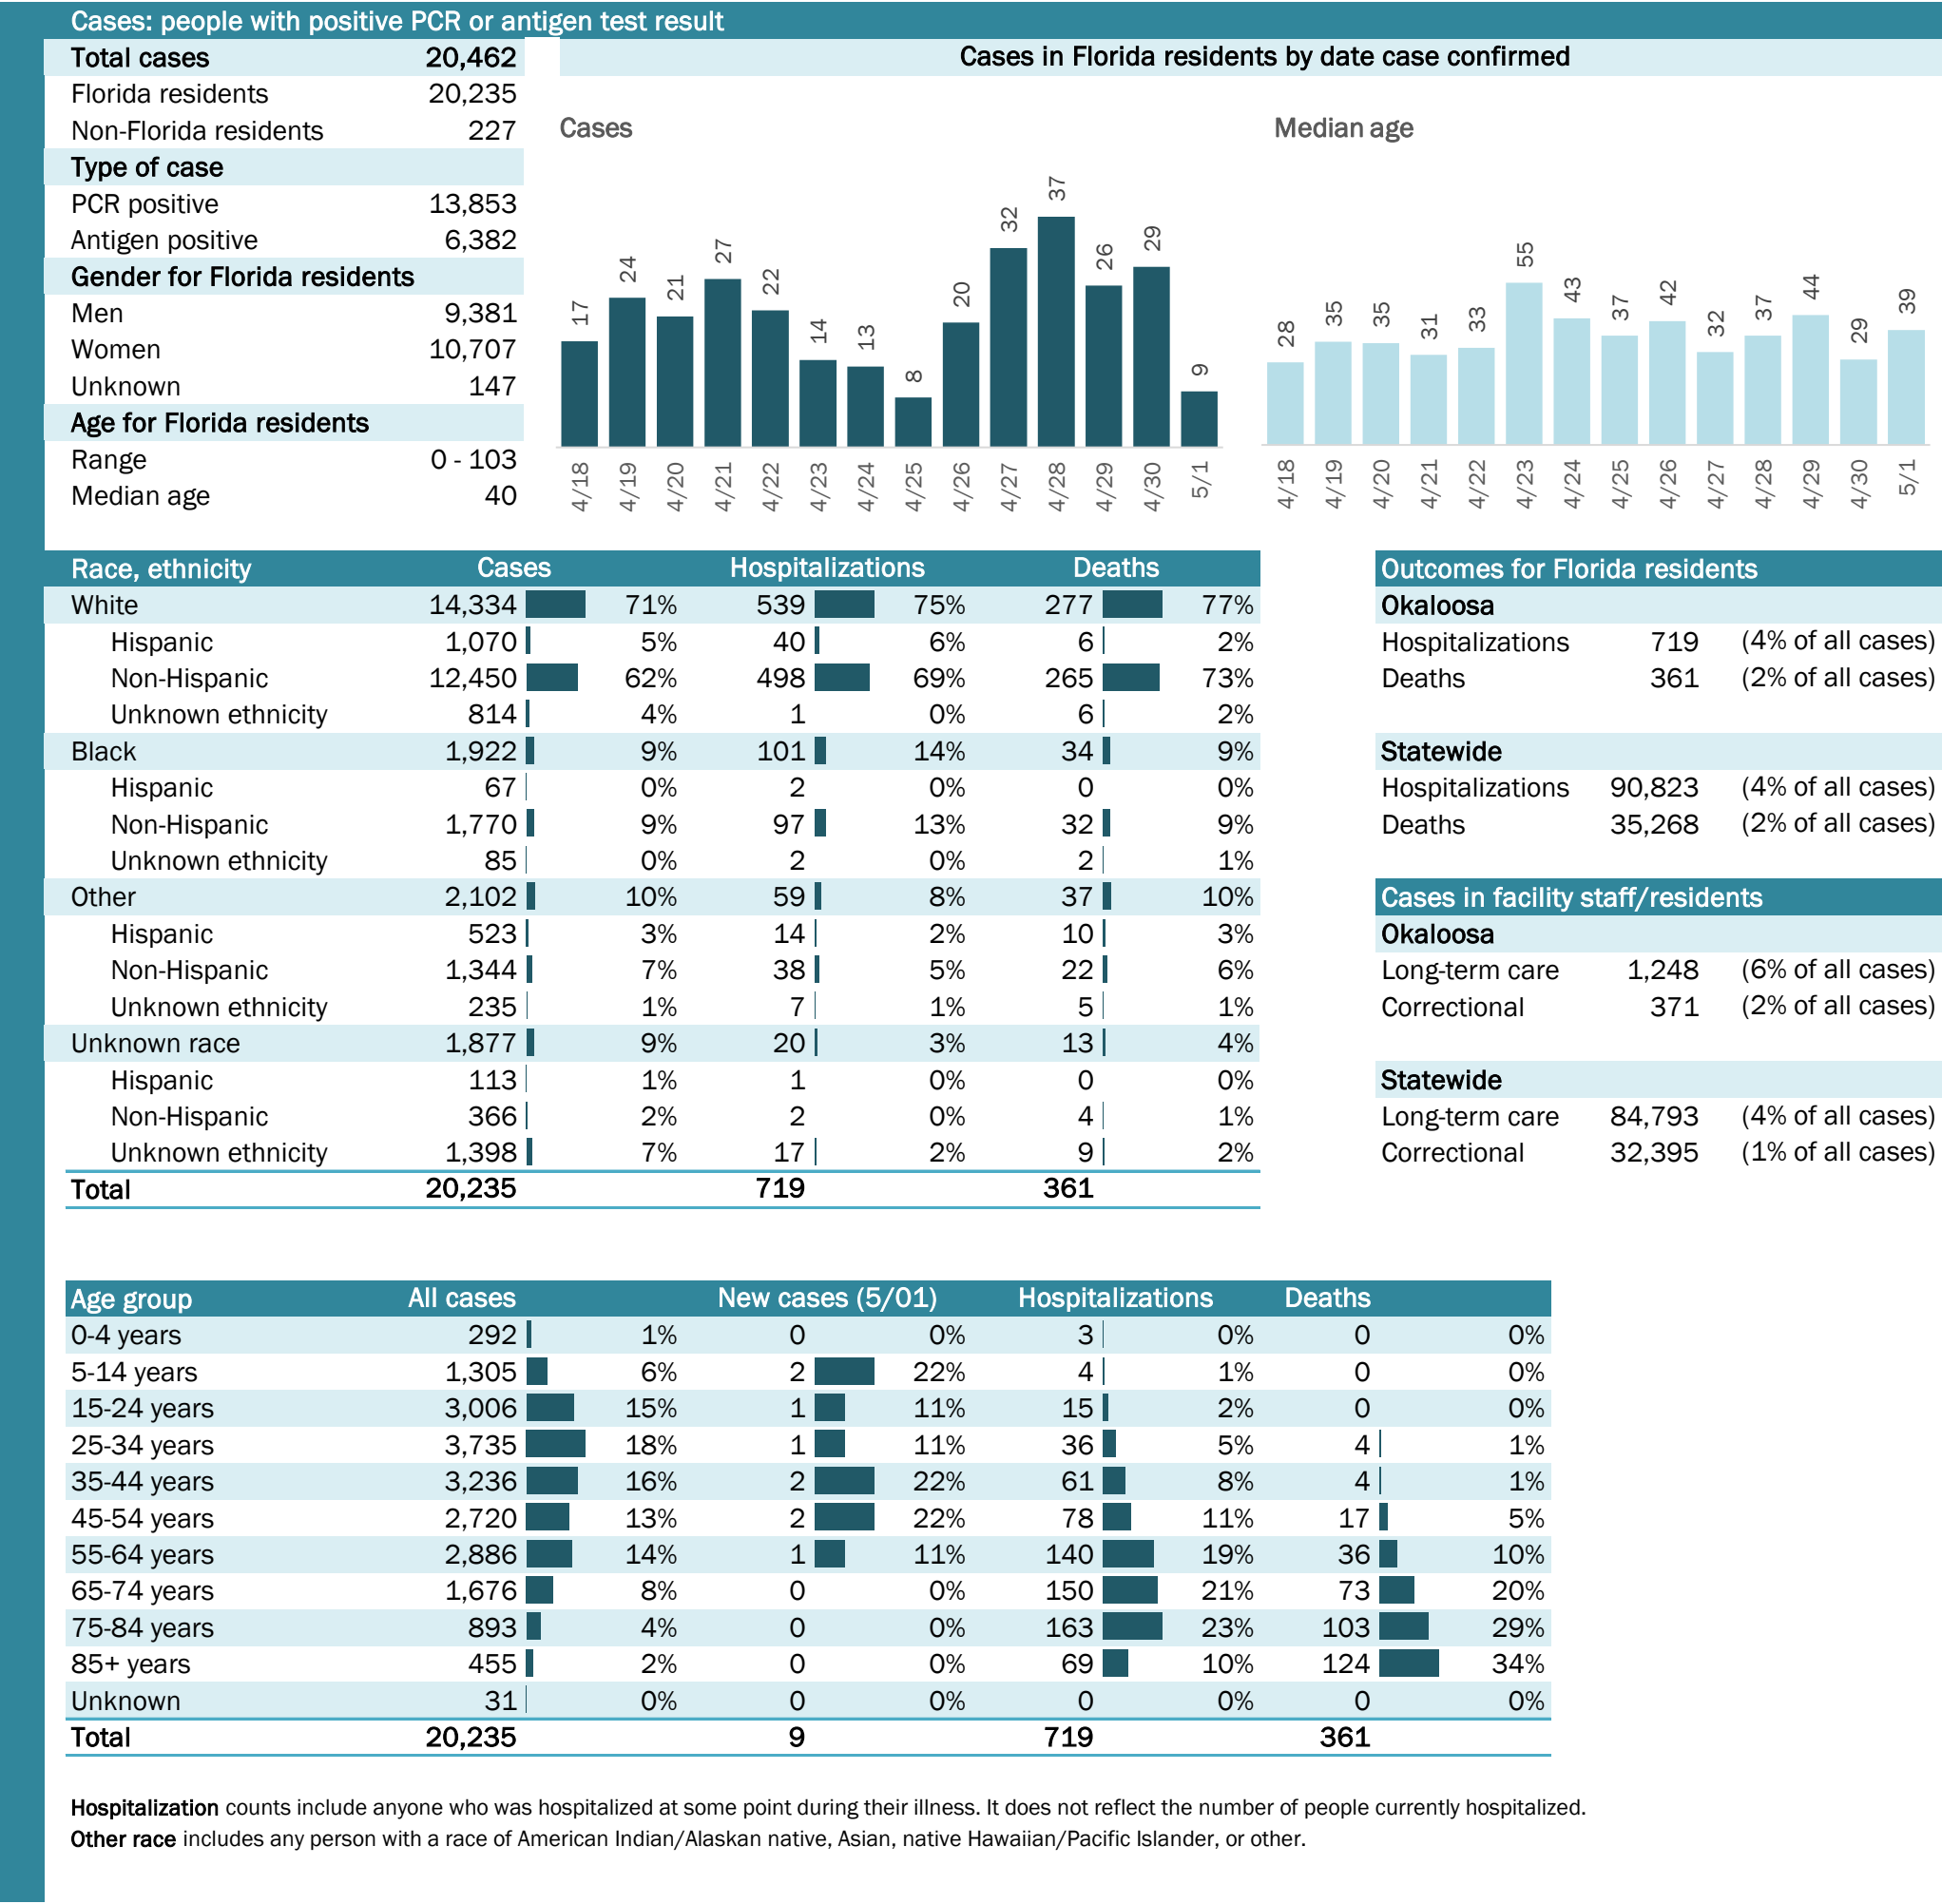 Cases: people with positive PCR or antigen test result
Total cases 20,462
Florida residents 20,235
Non-Florida residents 227
Type of case
PCR positive 13,853
Antigen positive 6,382
Gender for Florida residents
Men 9,381
Women 10,707
Unknown 147
Age for Florida residents
Range 0 - 103
Median age 40
Cases in Florida residents by date case confirmed
Cases
17 24 21 27 22 14 13 8 20 32 37 26 29 9
4/18 4/19 4/20 4/21 4/22 4/23 4/24 4/25 4/26 4/27 4/28 4/29 4/30 5/1
Median age
28 35 35 31 33 55 43 37 42 32 37 44 29 39
4/18 4/19 4/20 4/21 4/22 4/23 4/24 4/25 4/26 4/27 4/28 4/29 4/30 5/1
Race, ethnicity Cases Hospitalizations Deaths
White 14,334 71% 539 75% 277 77%
Hispanic 1,070 5% 40 6% 6 2%
Non-Hispanic 12,450 62% 498 69% 265 73%
Unknown ethnicity 814 4% 1 0% 6 2%
Black 1,922 9% 101 14% 34 9%
Hispanic 67 0% 2 0% 0 0%
Non-Hispanic 1,770 9% 97 13% 32 9%
Unknown ethnicity 85 0% 2 0% 2 1%
Other 2,102 10% 59 8% 37 10%
Hispanic 523 3% 14 2% 10 3%
Non-Hispanic 1,344 7% 38 5% 22 6%
Unknown ethnicity 235 1% 7 1% 5 1%
Unknown race 1,877 9% 20 3% 13 4%
Hispanic 113 1% 1 0% 0 0%
Non-Hispanic 366 2% 2 0% 4 1%
Unknown ethnicity 1,398 7% 17 2% 9 2%
Total 20,235 719 361
Outcomes for Florida residents
Okaloosa
Hospitalizations 719 (4% of all cases)
Deaths 361 (2% of all cases)
Statewide
Hospitalizations 90,823 (4% of all cases)
Deaths 35,268 (2% of all cases)
Cases in facility staff/residents
Okaloosa
Long-term care 1,248 (6% of all cases)
Correctional 371 (2% of all cases)
Statewide
Long-term care 84,793 (4% of all cases)
Correctional 32,395 (1% of all cases)
Age group All cases New cases (5/01) Hospitalizations Deaths
0-4 years 292 1% 0 0% 3 0% 0 0%
5-14 years 1,305 6% 2 22% 4 1% 0 0%
15-24 years 3,006 15% 1 11% 15 2% 0 0%
25-34 years 3,735 18% 1 11% 36 5% 4 1%
35-44 years 3,236 16% 2 22% 61 8% 4 1%
45-54 years 2,720 13% 2 22% 78 11% 17 5%
55-64 years 2,886 14% 1 11% 140 19% 36 10%
65-74 years 1,676 8% 0 0% 150 21% 73 20%
75-84 years 893 4% 0 0% 163 23% 103 29%
85+ years 455 2% 0 0% 69 10% 124 34%
Unknown 31 0% 0 0% 0 0% 0 0%
Total 20,235 9 719 361
Hospitalization counts include anyone who was hospitalized at some point during their illness. It does not reflect the number of people currently hospitalized.
Other race includes any person with a race of American Indian/Alaskan native, Asian, native Hawaiian/Pacific Islander, or other.